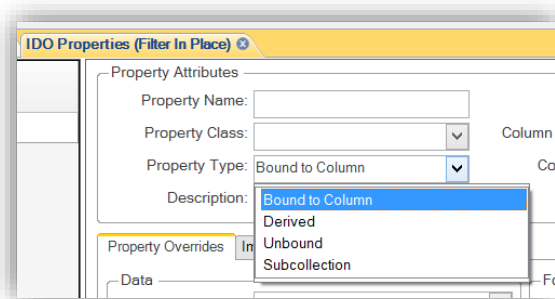 IDO Properties (Filter In Place)
Property Attributes
Property Name:
Property Class:
Column
Property Type: Bound to Column
Co
Description:
Bound to Column
Derived
Unbound
Subcollection
Property Overrides
In
Data
Fo